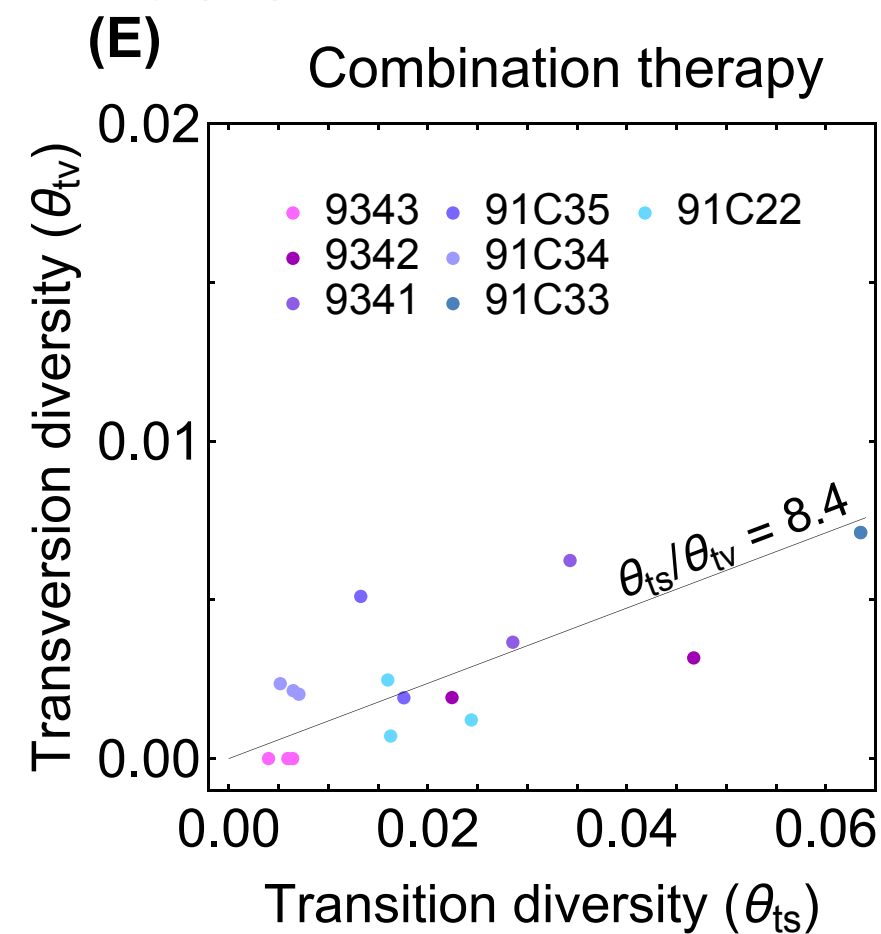 (E)
Combination therapy
0.02
9343 91C35 91C22
9342 91C34
9341 91C33
0.01
θts/θtv = 8.4
0.00
0.00 0.02 0.04 0.06
Transition diversity (θts)
Transversion diversity (θtv)